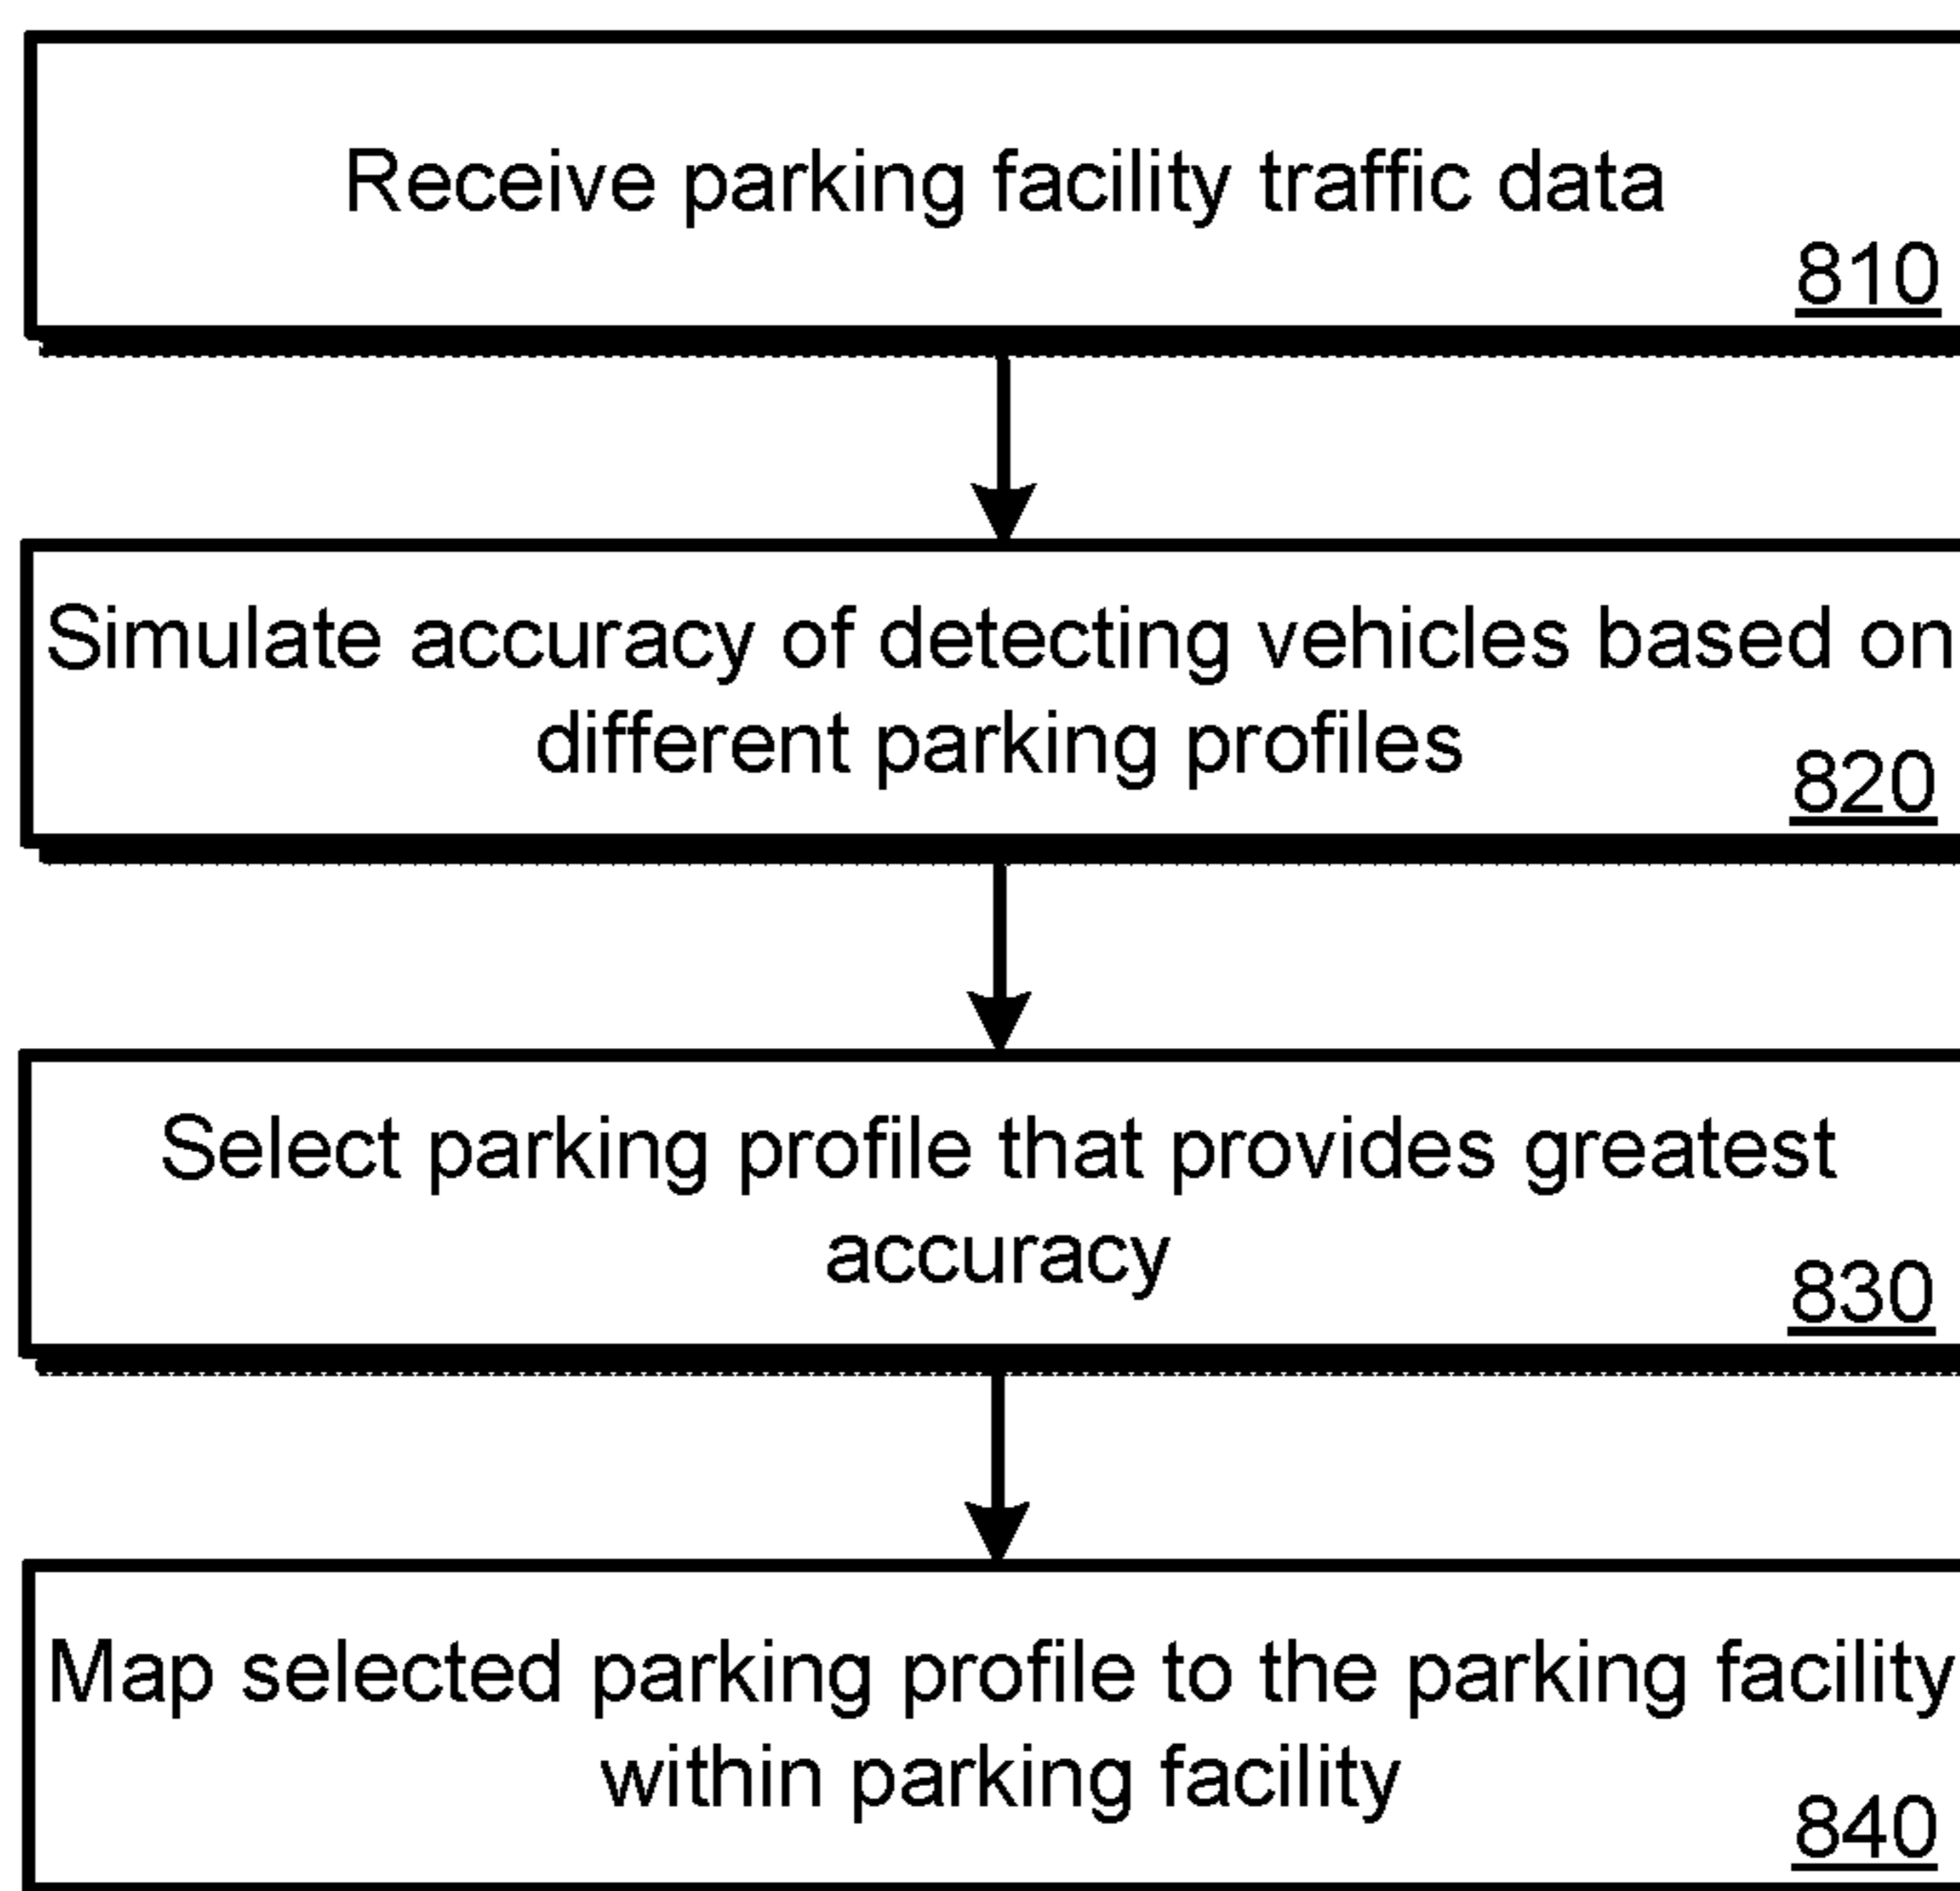 Receive parking facility traffic data
810
Simulate accuracy of detecting vehicles based on
different parking profiles
820
Select parking profile that provides greatest
accuracy
830
Map selected parking profile to the parking facility
within parking facility
840